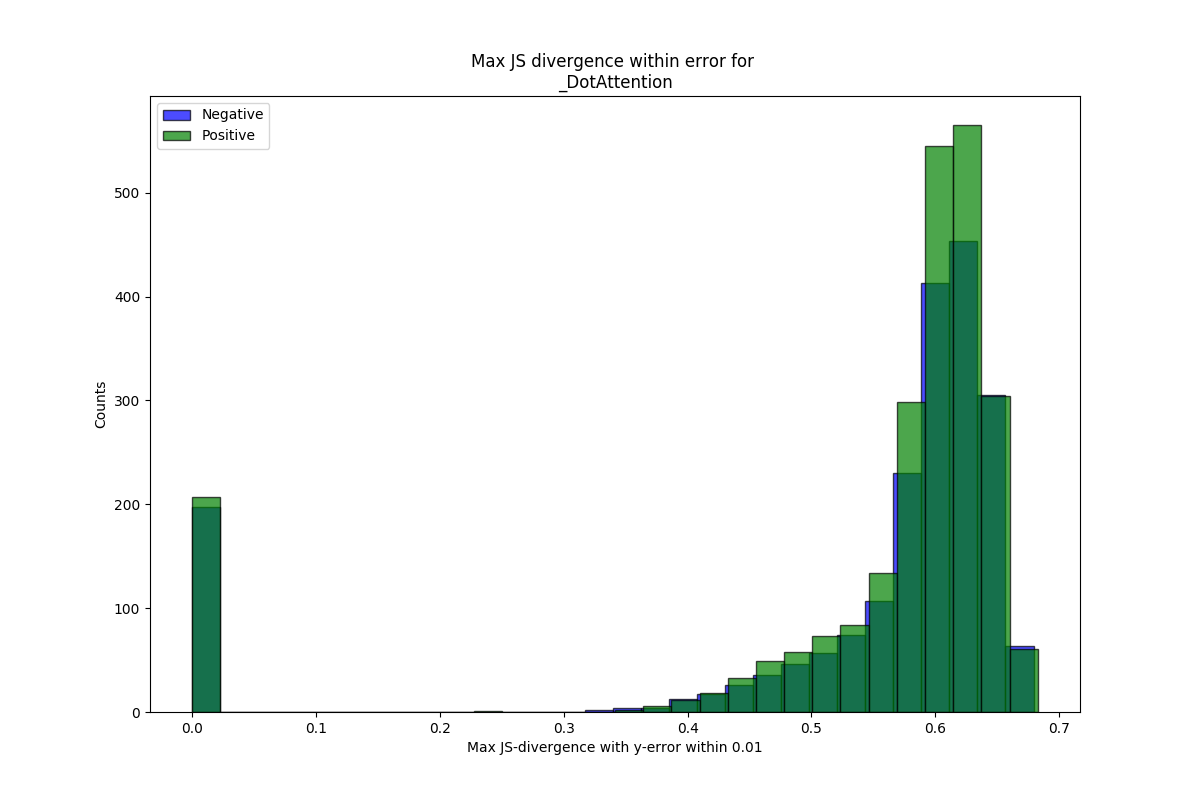 Max JS divergence within error for
_DotAttention
Negative
Positive
500
400
300
200
100
0
Counts
0.0 0.1 0.2 0.3 0.4 0.5 0.6 0.7
Max JS-divergence with y-error within 0.01